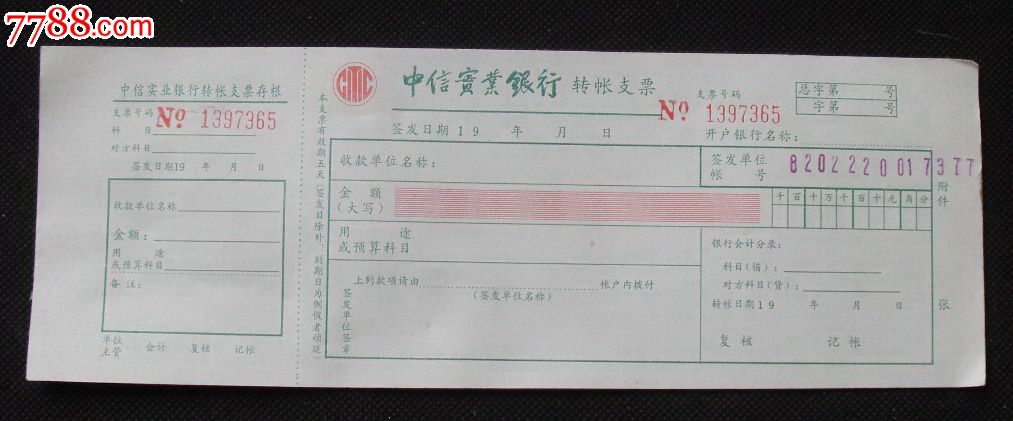 7788.com
中信实业银行转帐支票存根
支票号码 № 1397365
科　目
对方科目
签发日期19　年　月　日
收款单位名称
金额：
用　途
或预算科目
备注：
单位主管　会计　复核　记帐
本支票有效期五天（签发日除外，到期日为例假者顺延）
CITIC
中信實業銀行 转帐支票
支票号码
№ 1397365
总字第　号
字第　号
签发日期19　年　月　日
开户银行名称：
收款单位名称：
签发单位
帐　号
8202220017377
金　额
（大写）
千百十万千百十元角分
附件
张
用　途
或预算科目
上列款项请由　帐户内拨付
（签发单位名称）
签发单位签章
银行会计分录：
科目（借）：
对方科目（贷）：
转帐日期19　年　月　日
复核　记帐